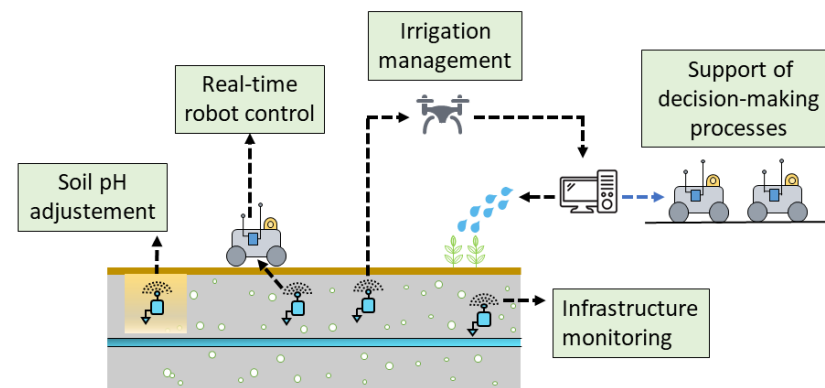 Irrigation
management
Real-time
robot control
Support of
decision-making
processes
Soil pH
adjustement
Infrastructure
monitoring